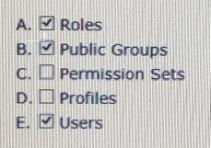 A. ☑ Roles
B. ☑ Public Groups
C. ☐ Permission Sets
D. ☐ Profiles
E. ☑ Users